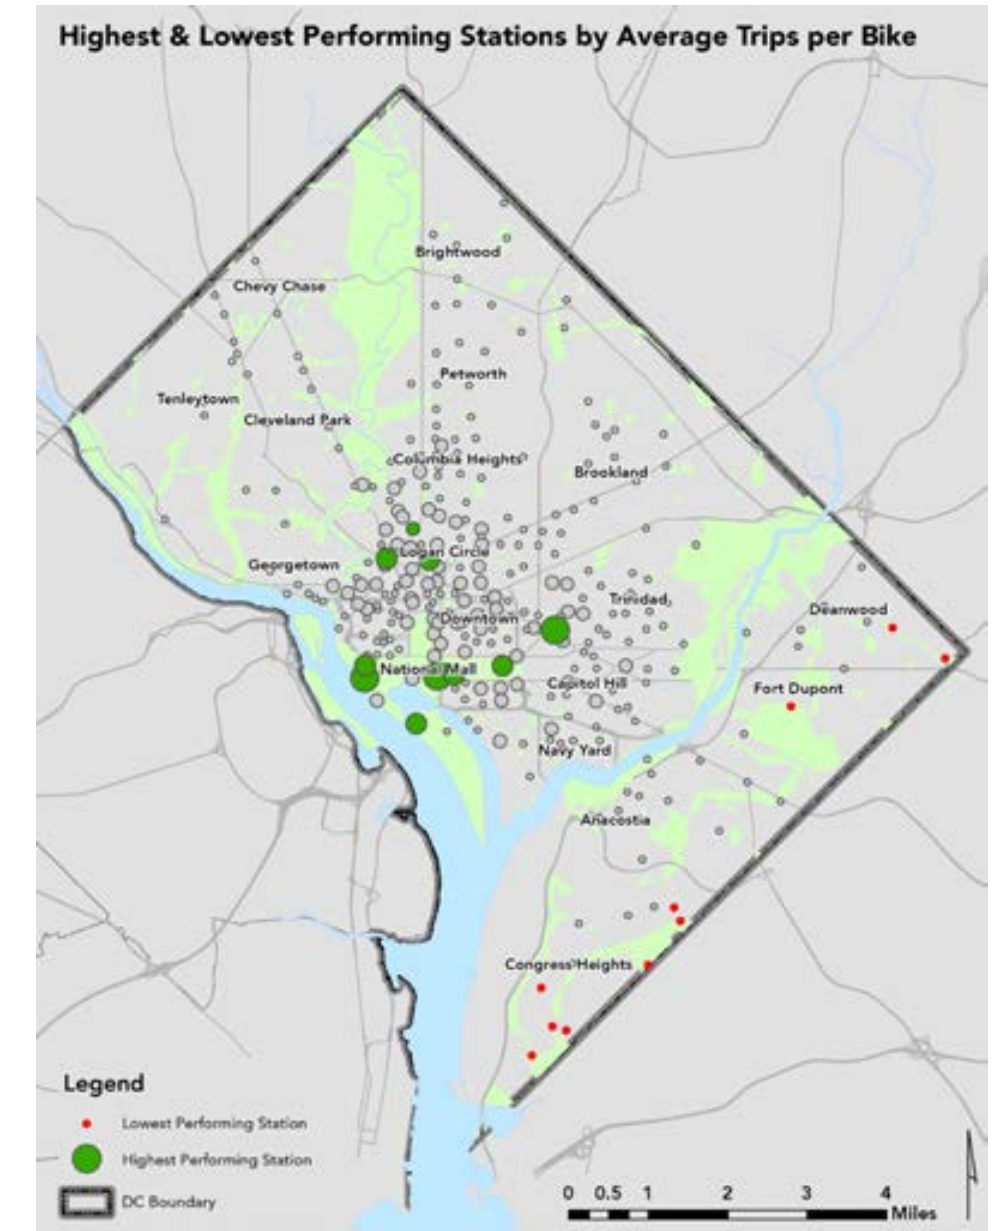 Highest & Lowest Performing Stations by Average Trips per Bike
Brightwood
Chevy Chase
Petworth
Tenleytown
Cleveland Park
Columbia Heights
Brookland
Logan Circle
Georgetown
Trinidad
Deanwood
Downtown
National Mall
Capitol Hill
Fort Dupont
Navy Yard
Anacostia
Congress Heights
Legend
Lowest Performing Station
Highest Performing Station
DC Boundary
0 0.5 1 2 3 4
Miles